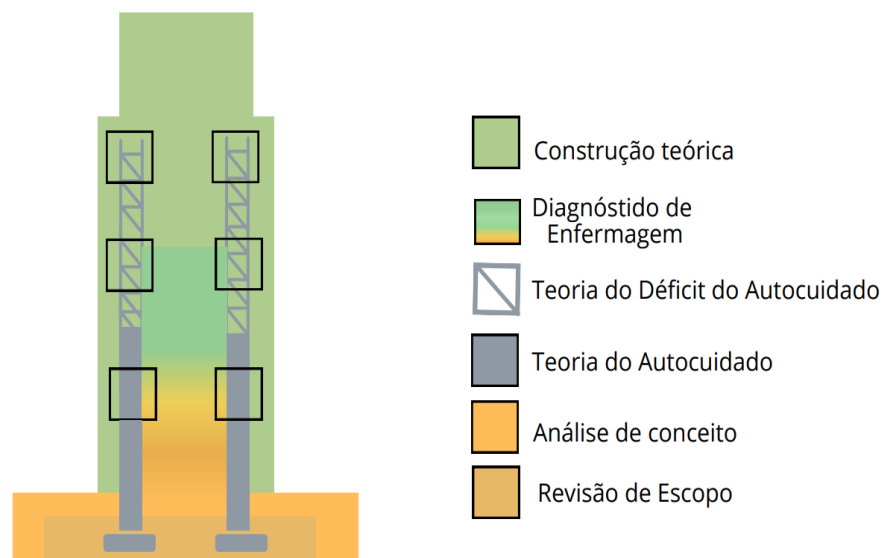 Construção teórica
Diagnóstido de
Enfermagem
Teoria do Déficit do Autocuidado
Teoria do Autocuidado
Análise de conceito
Revisão de Escopo